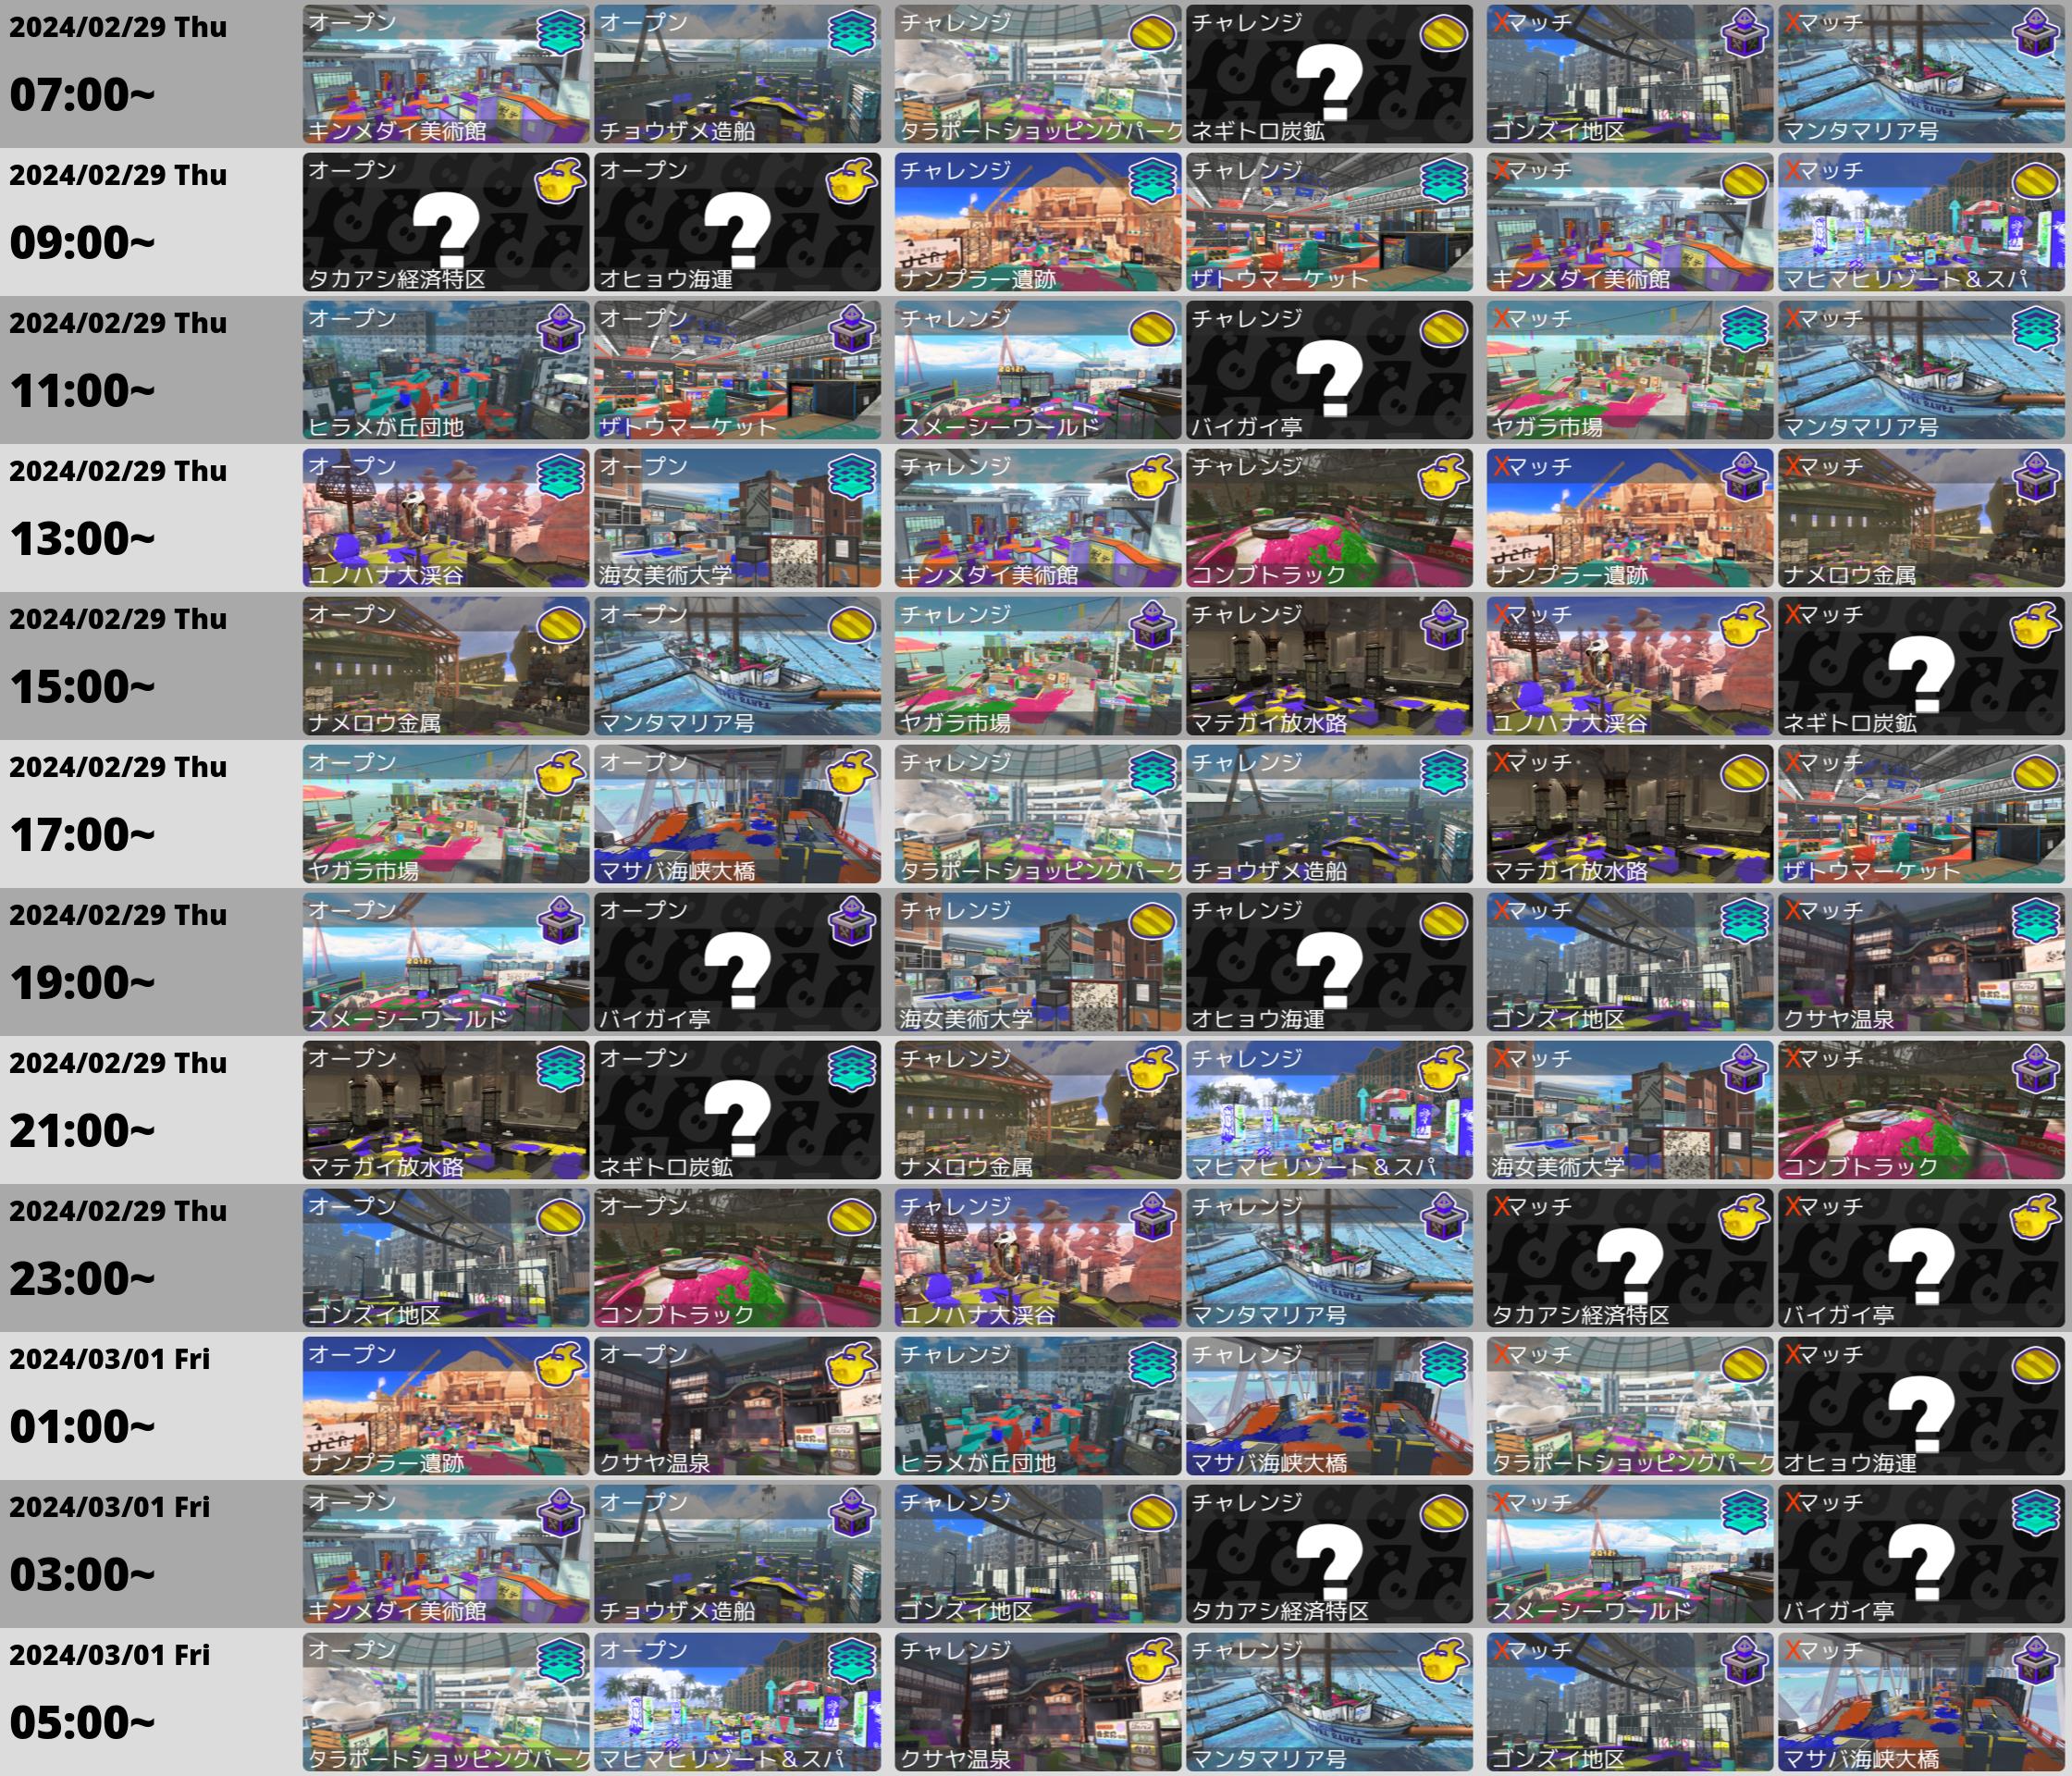 2024/02/29 Thu
07:00~
オープン
キンメダイ美術館
オープン
チョウザメ造船
チャレンジ
タラポートショッピングパーク
チャレンジ
?
ネギトロ炭鉱
Xマッチ
ゴンズイ地区
Xマッチ
マンタマリア号
2024/02/29 Thu
09:00~
オープン
?
タカアシ経済特区
オープン
?
オヒョウ海運
チャレンジ
ナンプラー遺跡
チャレンジ
ザトウマーケット
Xマッチ
キンメダイ美術館
Xマッチ
マヒマヒリゾート&スパ
2024/02/29 Thu
11:00~
オープン
ヒラメが丘団地
オープン
ザトウマーケット
チャレンジ
スメーシーワールド
チャレンジ
?
バイガイ亭
Xマッチ
ヤガラ市場
Xマッチ
マンタマリア号
2024/02/29 Thu
13:00~
オープン
ユノハナ大渓谷
オープン
海女美術大学
チャレンジ
キンメダイ美術館
チャレンジ
コンブトラック
Xマッチ
ナンプラー遺跡
Xマッチ
ナメロウ金属
2024/02/29 Thu
15:00~
オープン
ナメロウ金属
オープン
マンタマリア号
チャレンジ
ヤガラ市場
チャレンジ
マテガイ放水路
Xマッチ
ユノハナ大渓谷
Xマッチ
?
ネギトロ炭鉱
2024/02/29 Thu
17:00~
オープン
ヤガラ市場
オープン
マサバ海峡大橋
チャレンジ
タラポートショッピングパーク
チャレンジ
チョウザメ造船
Xマッチ
マテガイ放水路
Xマッチ
ザトウマーケット
2024/02/29 Thu
19:00~
オープン
スメーシーワールド
オープン
?
バイガイ亭
チャレンジ
海女美術大学
チャレンジ
?
オヒョウ海運
Xマッチ
ゴンズイ地区
Xマッチ
クサヤ温泉
2024/02/29 Thu
21:00~
オープン
マテガイ放水路
オープン
?
ネギトロ炭鉱
チャレンジ
ナメロウ金属
チャレンジ
マヒマヒリゾート&スパ
Xマッチ
海女美術大学
Xマッチ
コンブトラック
2024/02/29 Thu
23:00~
オープン
ゴンズイ地区
オープン
コンブトラック
チャレンジ
ユノハナ大渓谷
チャレンジ
マンタマリア号
Xマッチ
?
タカアシ経済特区
Xマッチ
?
バイガイ亭
2024/03/01 Fri
01:00~
オープン
ナンプラー遺跡
オープン
クサヤ温泉
チャレンジ
ヒラメが丘団地
チャレンジ
マサバ海峡大橋
Xマッチ
タラポートショッピングパーク
Xマッチ
?
オヒョウ海運
2024/03/01 Fri
03:00~
オープン
キンメダイ美術館
オープン
チョウザメ造船
チャレンジ
ゴンズイ地区
チャレンジ
?
タカアシ経済特区
Xマッチ
スメーシーワールド
Xマッチ
?
バイガイ亭
2024/03/01 Fri
05:00~
オープン
タラポートショッピングパーク
オープン
マヒマヒリゾート&スパ
チャレンジ
クサヤ温泉
チャレンジ
マンタマリア号
Xマッチ
ゴンズイ地区
Xマッチ
マサバ海峡大橋